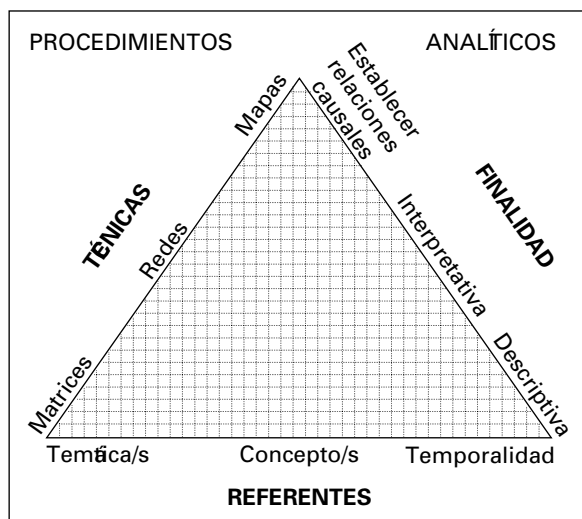 PROCEDIMIENTOS
ANALÍTICOS
Mapas
Establecer
relaciones
causales
TÉNICAS
FINALIDAD
Redes
Interpretativa
Matrices
Descriptiva
Temática/s
Concepto/s
Temporalidad
REFERENTES